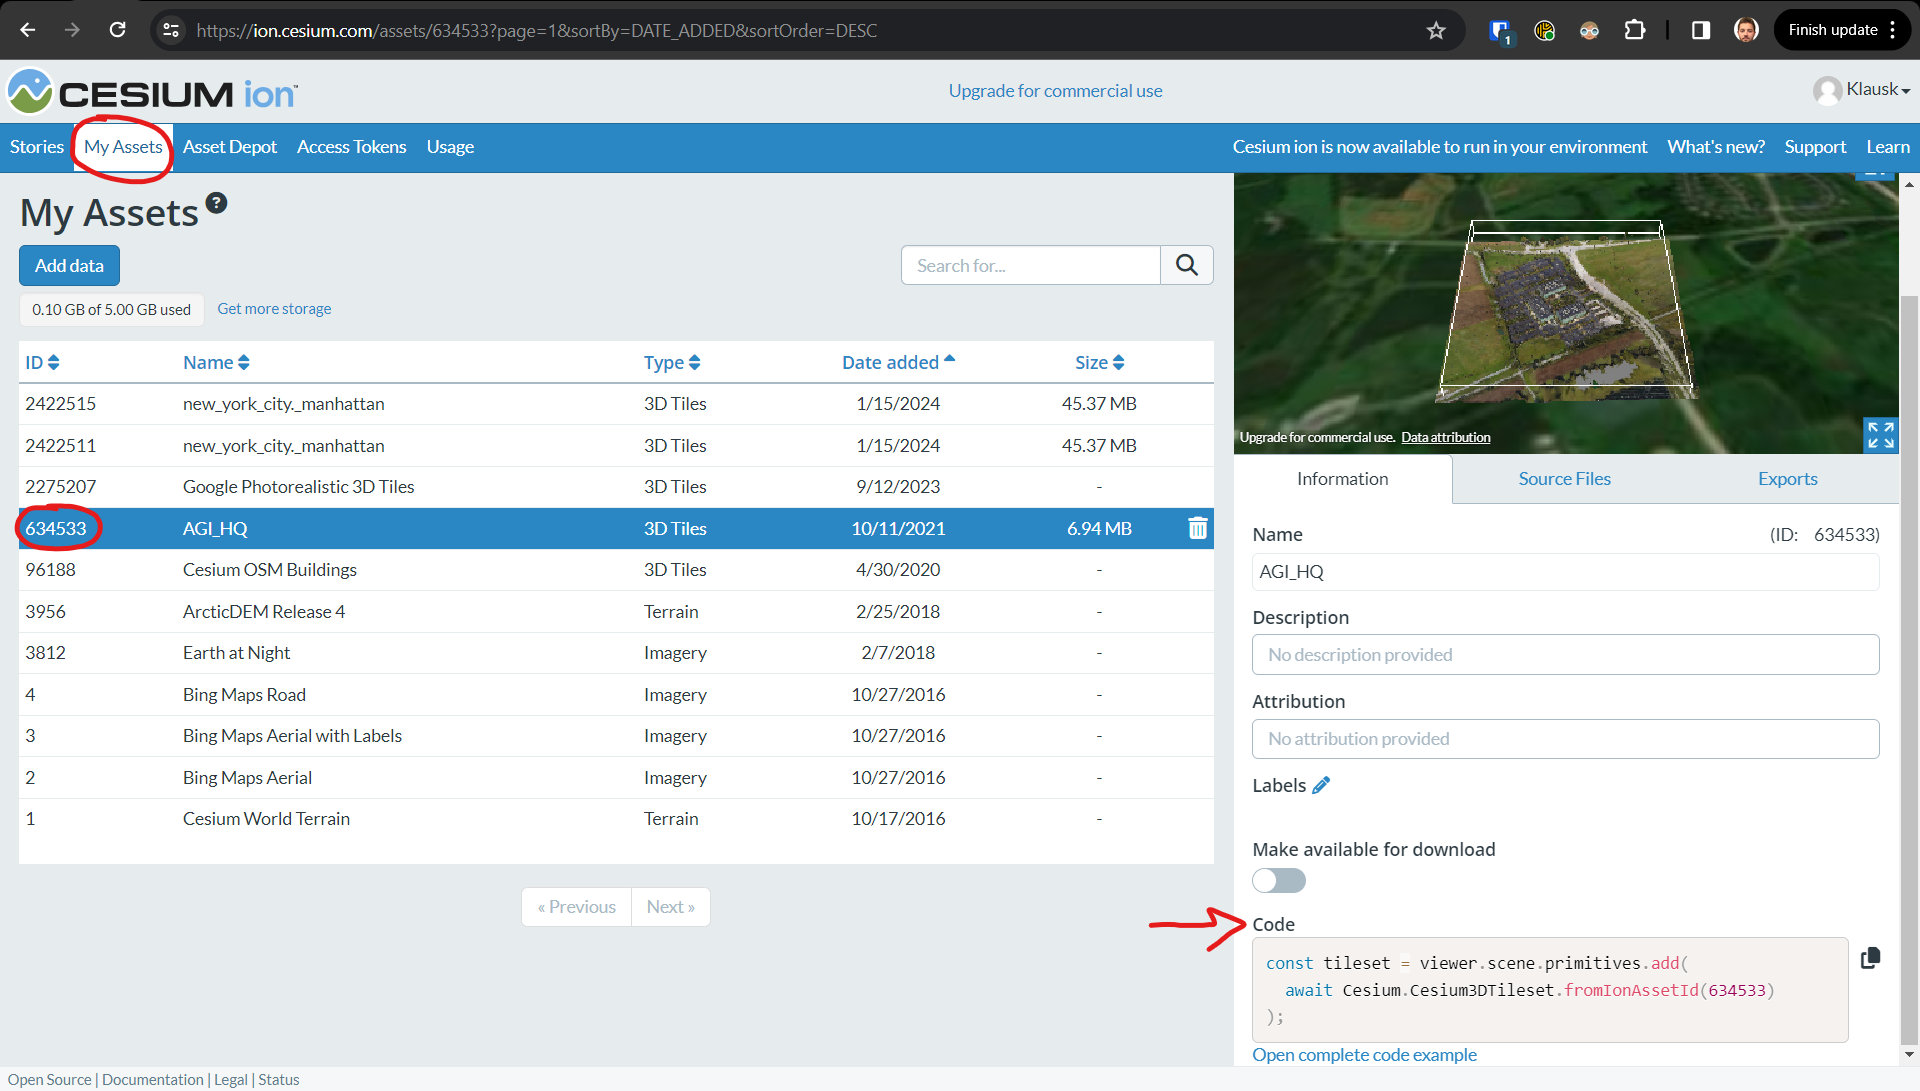 https://ion.cesium.com/assets/634533?page=1&sortBy=DATE_ADDED&sortOrder=DESC
1
Finish update
CESIUM ion™
Upgrade for commercial use
Klausk
Stories
My Assets
Asset Depot
Access Tokens
Usage
Cesium ion is now available to run in your environment
What's new?
Support
Learn
My Assets ?
Add data
Search for...
0.10 GB of 5.00 GB used
Get more storage
ID Name Type Date added Size
2422515 new_york_city._manhattan 3D Tiles 1/15/2024 45.37 MB
2422511 new_york_city._manhattan 3D Tiles 1/15/2024 45.37 MB
2275207 Google Photorealistic 3D Tiles 3D Tiles 9/12/2023 -
634533 AGI_HQ 3D Tiles 10/11/2021 6.94 MB
96188 Cesium OSM Buildings 3D Tiles 4/30/2020 -
3956 ArcticDEM Release 4 Terrain 2/25/2018 -
3812 Earth at Night Imagery 2/7/2018 -
4 Bing Maps Road Imagery 10/27/2016 -
3 Bing Maps Aerial with Labels Imagery 10/27/2016 -
2 Bing Maps Aerial Imagery 10/27/2016 -
1 Cesium World Terrain Terrain 10/17/2016 -
« Previous
Next »
Upgrade for commercial use. Data attribution
Information
Source Files
Exports
Name (ID: 634533)
AGI_HQ
Description
No description provided
Attribution
No attribution provided
Labels
Make available for download
Code
const tileset = viewer.scene.primitives.add(
await Cesium.Cesium3DTileset.fromIonAssetId(634533)
);
Open complete code example
Open Source | Documentation | Legal | Status